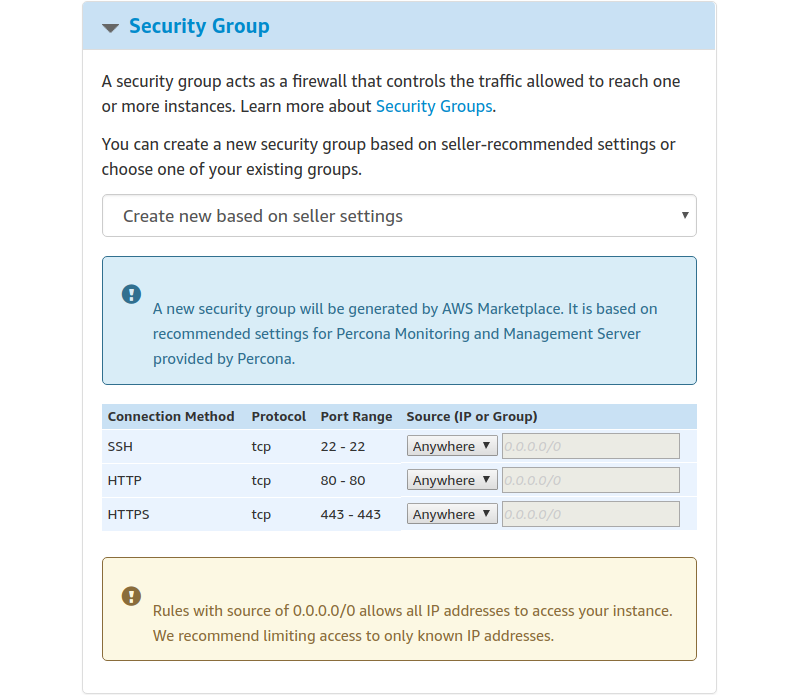 Security Group
A security group acts as a firewall that controls the traffic allowed to reach one
or more instances. Learn more about Security Groups.
You can create a new security group based on seller-recommended settings or
choose one of your existing groups.
Create new based on seller settings
A new security group will be generated by AWS Marketplace. It is based on
recommended settings for Percona Monitoring and Management Server
provided by Percona.
Connection Method Protocol Port Range Source (IP or Group)
SSH tcp 22 - 22 Anywhere 0.0.0.0/0
HTTP tcp 80 - 80 Anywhere 0.0.0.0/0
HTTPS tcp 443 - 443 Anywhere 0.0.0.0/0
Rules with source of 0.0.0.0/0 allows all IP addresses to access your instance.
We recommend limiting access to only known IP addresses.